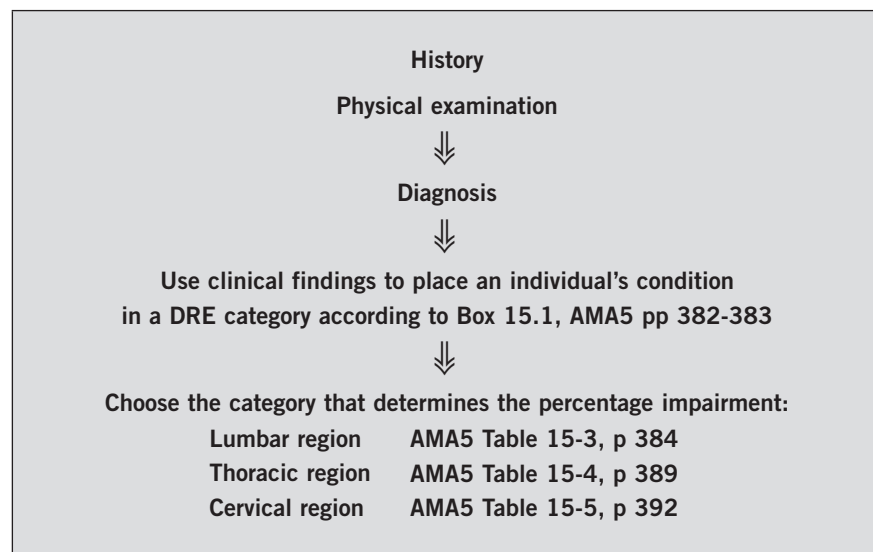 History
Physical examination
Diagnosis
Use clinical findings to place an individual's condition
in a DRE category according to Box 15.1, AMA5 pp 382-383
Choose the category that determines the percentage impairment:
Lumbar region AMA5 Table 15-3, p 384
Thoracic region AMA5 Table 15-4, p 389
Cervical region AMA5 Table 15-5, p 392